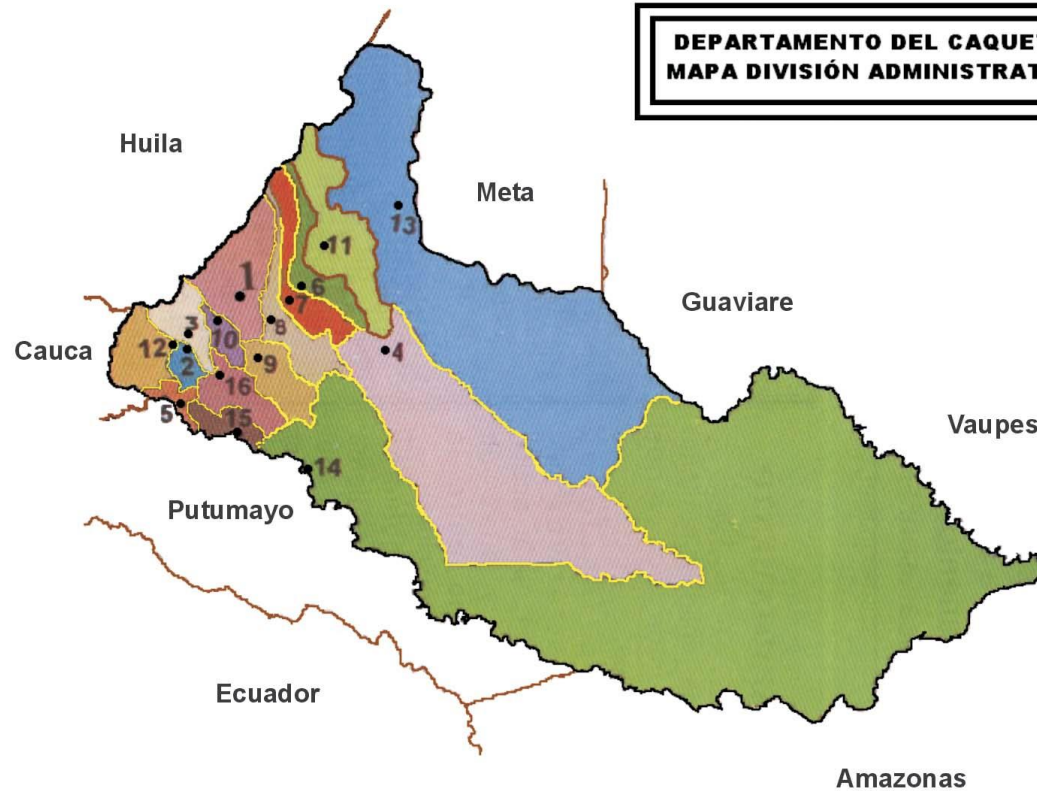 DEPARTAMENTO DEL CAQUE
MAPA DIVISIÓN ADMINISTRAT
Huila
Meta
13
11
1
6
7
Guaviare
8
3
10
Cauca
12
2
9
4
16
5
15
Vaupes
14
Putumayo
Ecuador
Amazonas